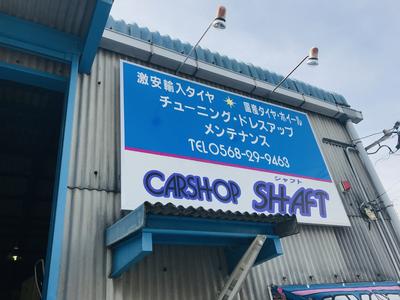 激安輸入タイヤ 国産タイヤ・ホイール
チューニング・ドレスアップ
メンテナンス
TEL0568-29-9463
シャフト
CARSHOP SHAFT